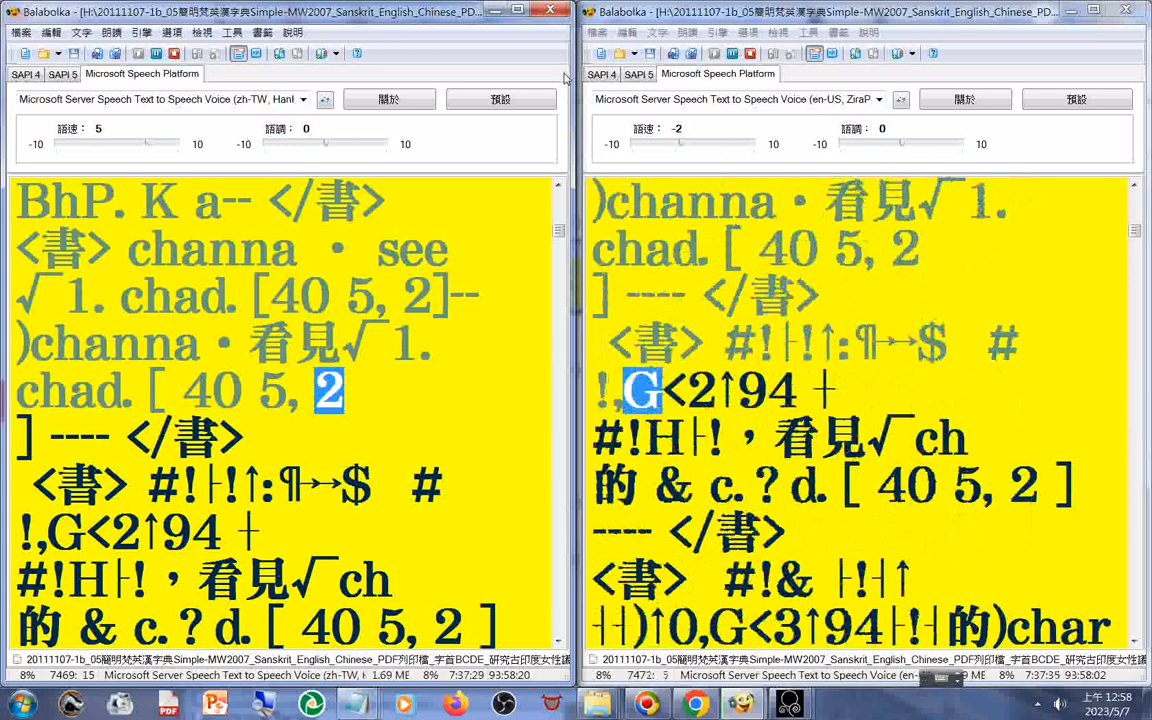 Balabolka - [H:\20111107-1b_05簡明梵英漢字典Simple-MW2007_Sanskrit_English_Chinese_PD...
檔案 編輯 文字 朗讀 引擎 選項 檢視 工具 書籤 說明
SAPI 4 SAPI 5 Microsoft Speech Platform
Microsoft Server Speech Text to Speech Voice (zh-TW, HanH 關於 預設
語速： 5 語調： 0
-10 10 -10 10
BhP. K a-- </書>
<書> channa · see
√ 1. chad. [40 5, 2]--
)channa · 看見√ 1.
chad. [ 40 5, 2
] ---- </書>
<書> #!├!↑:¶→$ #
!,G<2↑94 ┼
#!H├!，看見√ch
的 & c. ? d. [ 40 5, 2 ]
20111107-1b_05簡明梵英漢字典Simple-MW2007_Sanskrit_English_Chinese_PDF列印檔_字首BCDE_研究古印度女性議
8% 7469: 15 Microsoft Server Speech Text to Speech Voice (zh-TW, H 1.69 MB 8% 7:37:29 93:58:20
Balabolka - [H:\20111107-1b_05簡明梵英漢字典Simple-MW2007_Sanskrit_English_Chinese_PD...
檔案 編輯 文字 朗讀 引擎 選項 檢視 工具 書籤 說明
SAPI 4 SAPI 5 Microsoft Speech Platform
Microsoft Server Speech Text to Speech Voice (en-US, ZiraP 關於 預設
語速： -2 語調： 0
-10 10 -10 10
)channa · 看見√ 1.
chad. [ 40 5, 2
] ---- </書>
<書> #!├!↑:¶→$ #
!,G<2↑94 ┼
#!H├!，看見√ch
的 & c. ? d. [ 40 5, 2 ]
---- </書>
<書> #!& ├!┤↑
┤┤)↑0,G<3↑94├!┤的)char
20111107-1b_05簡明梵英漢字典Simple-MW2007_Sanskrit_English_Chinese_PDF列印檔_字首BCDE_研究古印度女性議
8% 7472: Microsoft Server Speech Text to Speech Voice (en-US, Z ME MB 8% 7:37:35 93:58:02
上午 12:58
2023/5/7